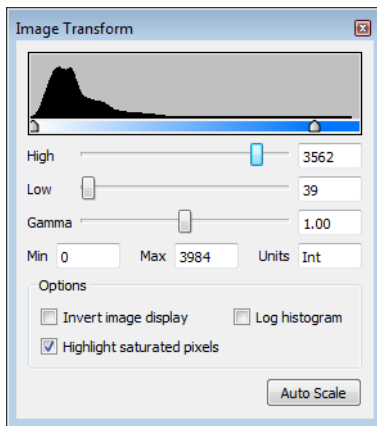 Image Transform
High 3562
Low 39
Gamma 1.00
Min 0 Max 3984 Units Int
Options
Invert image display Log histogram
Highlight saturated pixels
Auto Scale